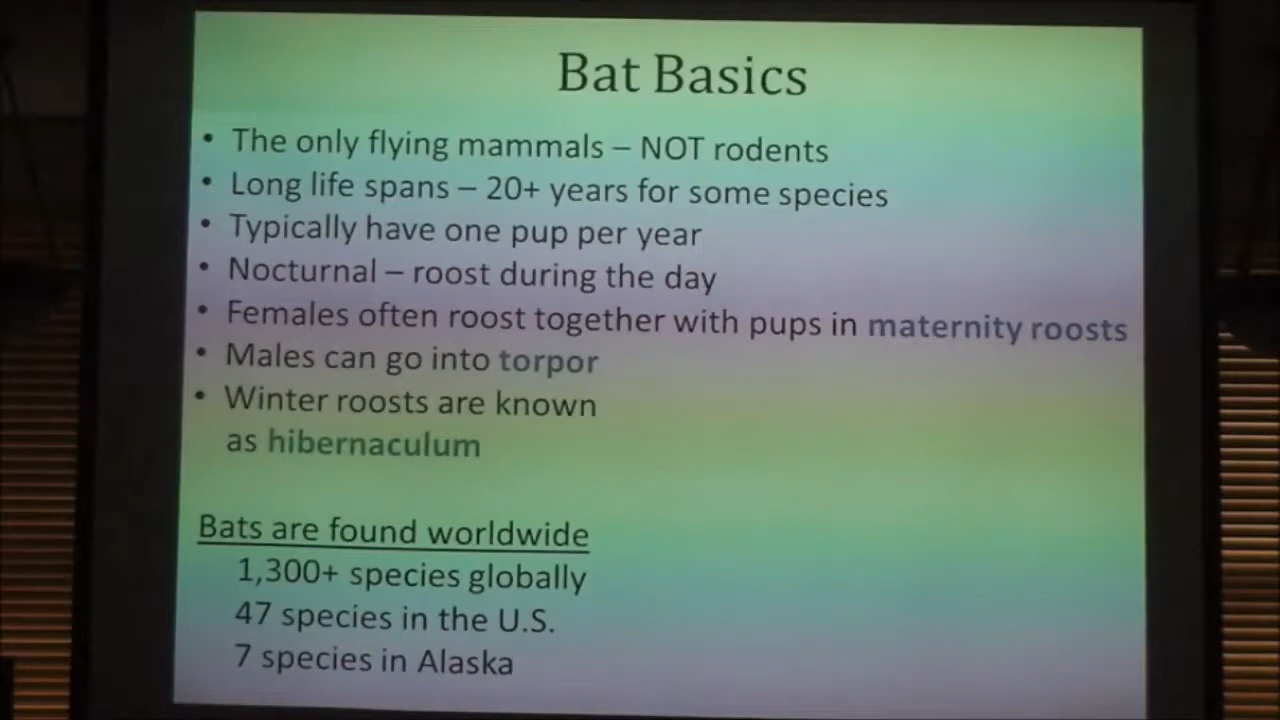 Bat Basics
• The only flying mammals – NOT rodents
• Long life spans – 20+ years for some species
• Typically have one pup per year
• Nocturnal – roost during the day
• Females often roost together with pups in maternity roosts
• Males can go into torpor
• Winter roosts are known
as hibernaculum
Bats are found worldwide
1,300+ species globally
47 species in the U.S.
7 species in Alaska